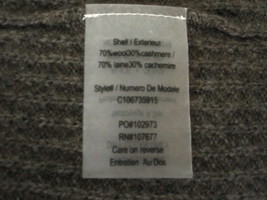 Shell / Exterieur
70%wool30%cashmere /
70% laine30% cachemire
Style# / Numero De Modele
C106735915
PO#102973
RN#107677
Care on reverse
Entretien Au Dos